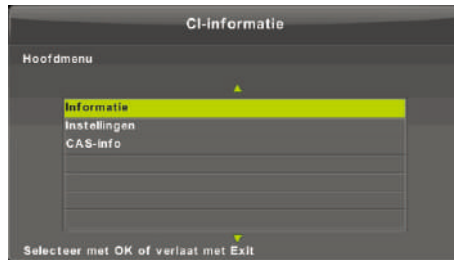 CI-informatie
Hoofdmenu
Informatie
Instellingen
CAS-info
Selecteer met OK of verlaat met Exit